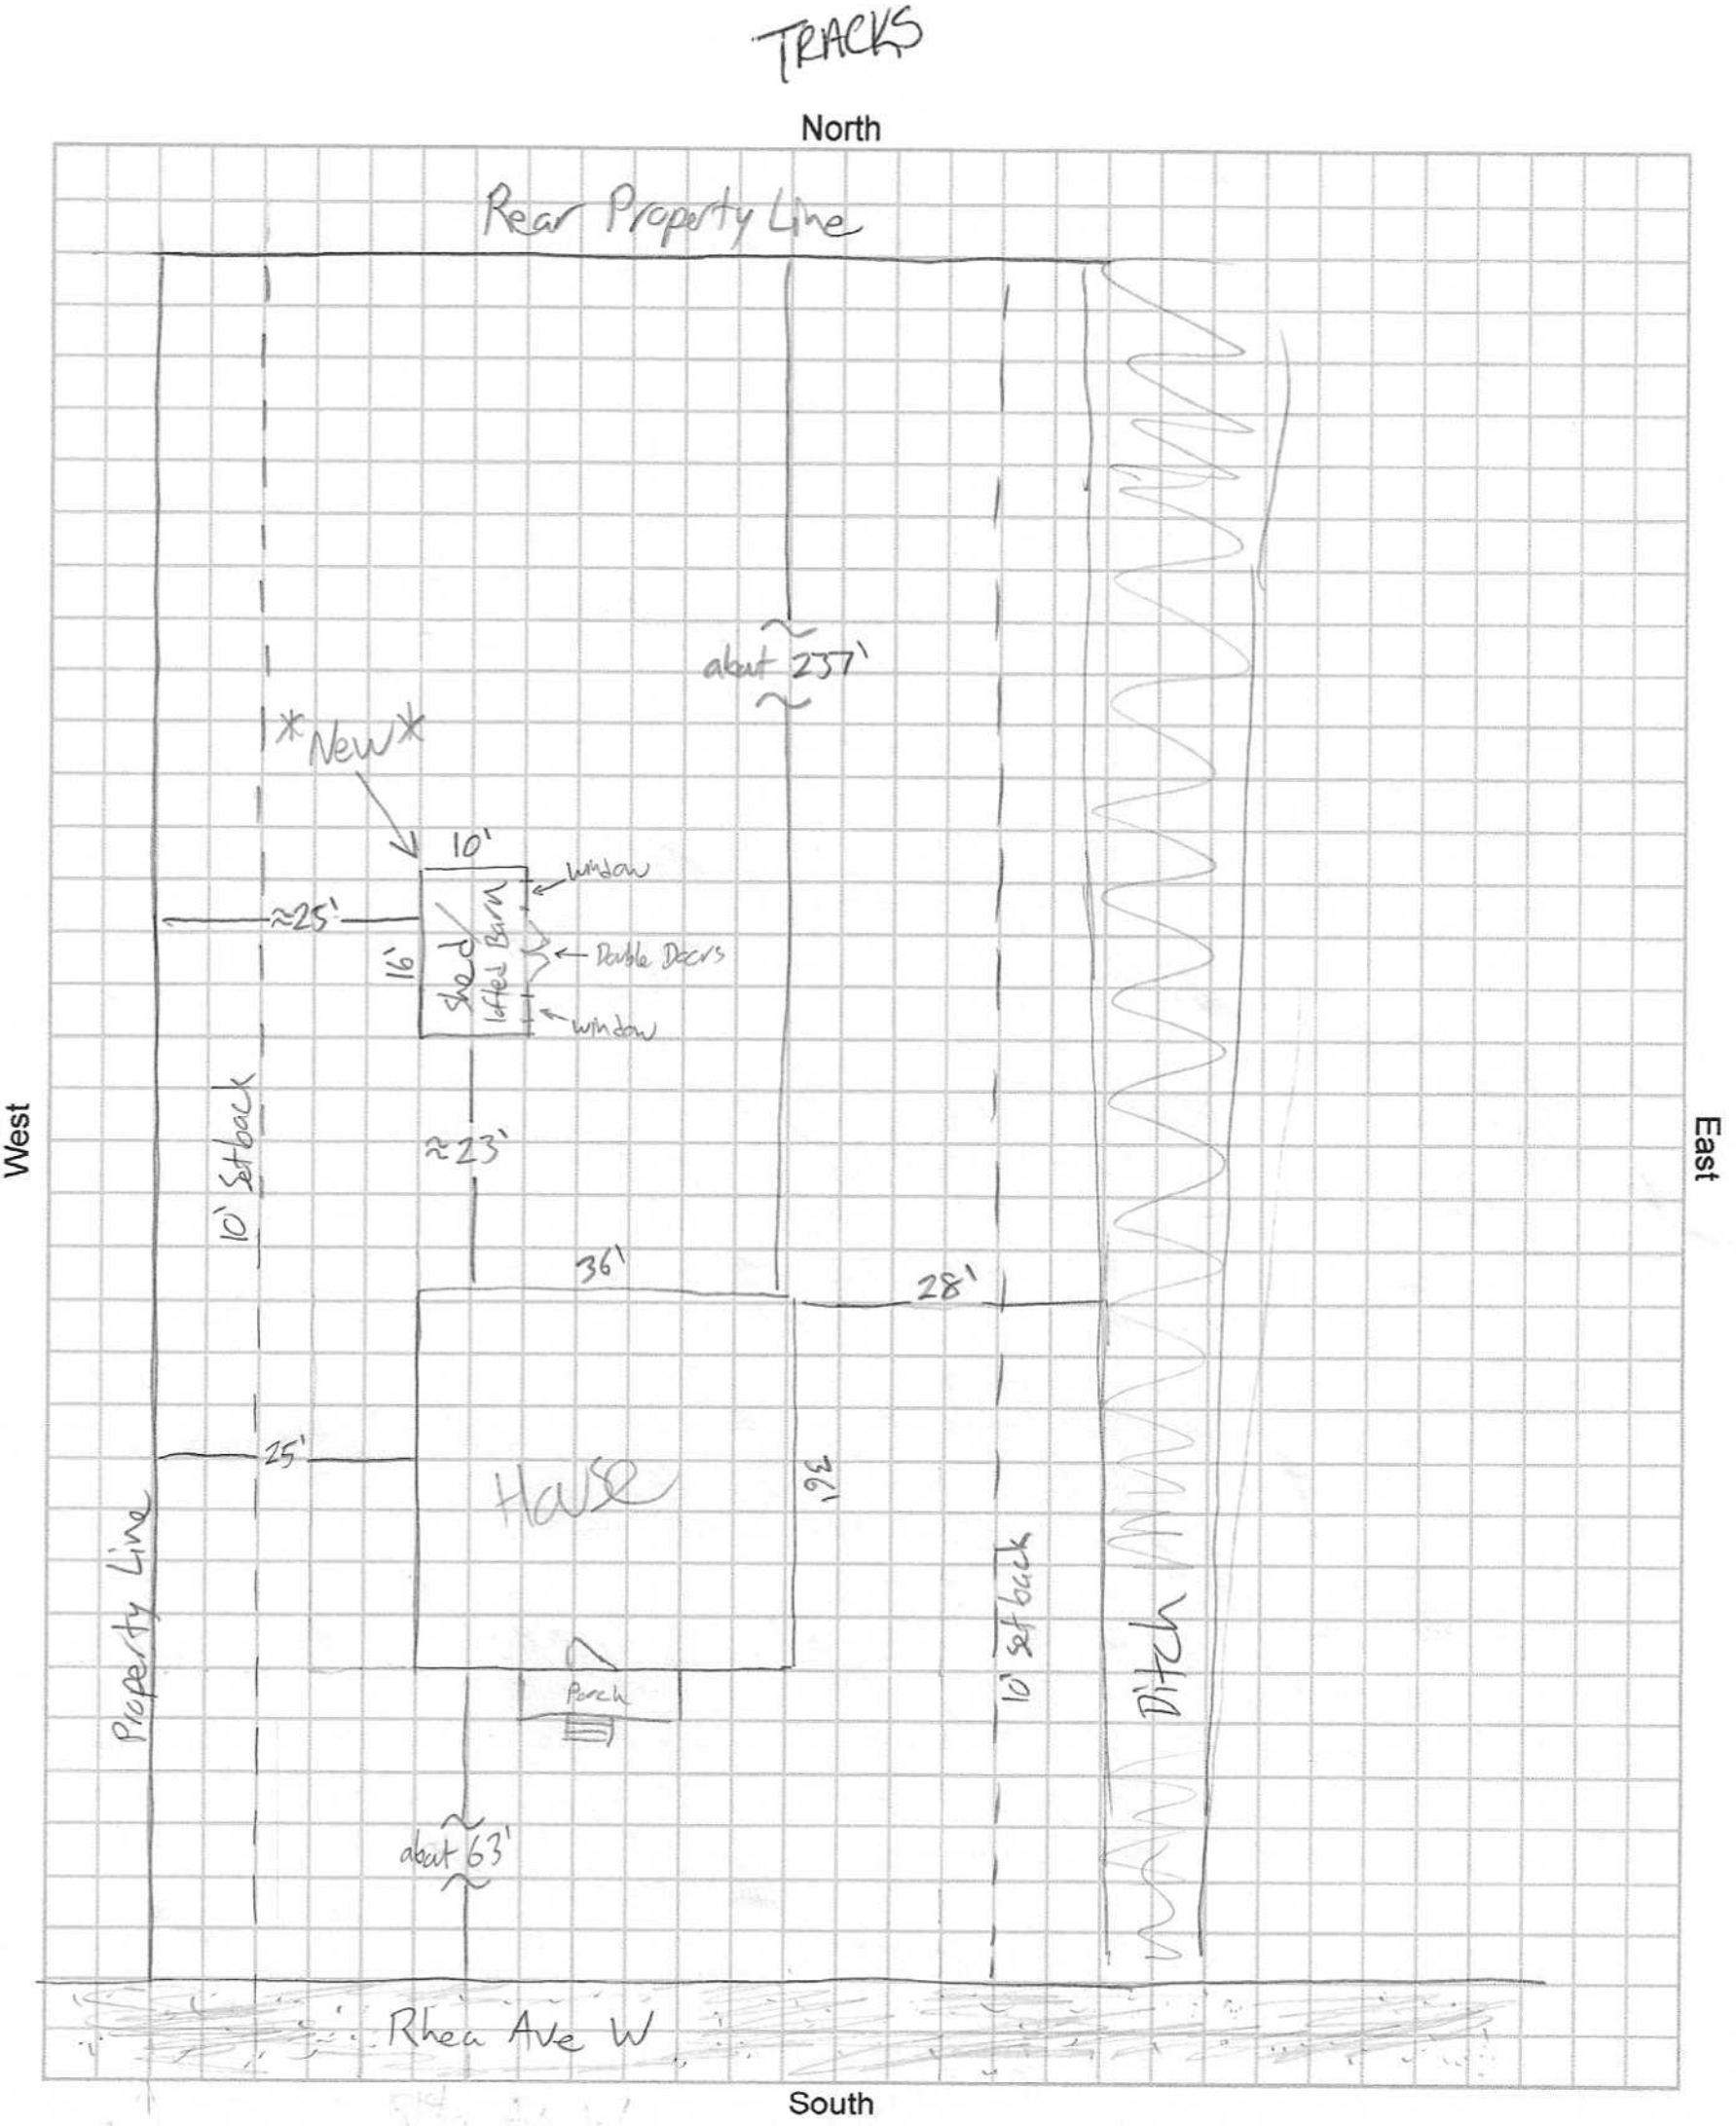 TRACKS
North
Rear Property Line
about 237'
*New*
10'
window
≈25'
16'
Shed/
lofted Barn
Double Doors
window
West
East
10' Setback
≈23'
36'
28'
25'
House
36'
Property Line
10' setback
Ditch
Porch
about 63'
Rhea Ave W
South